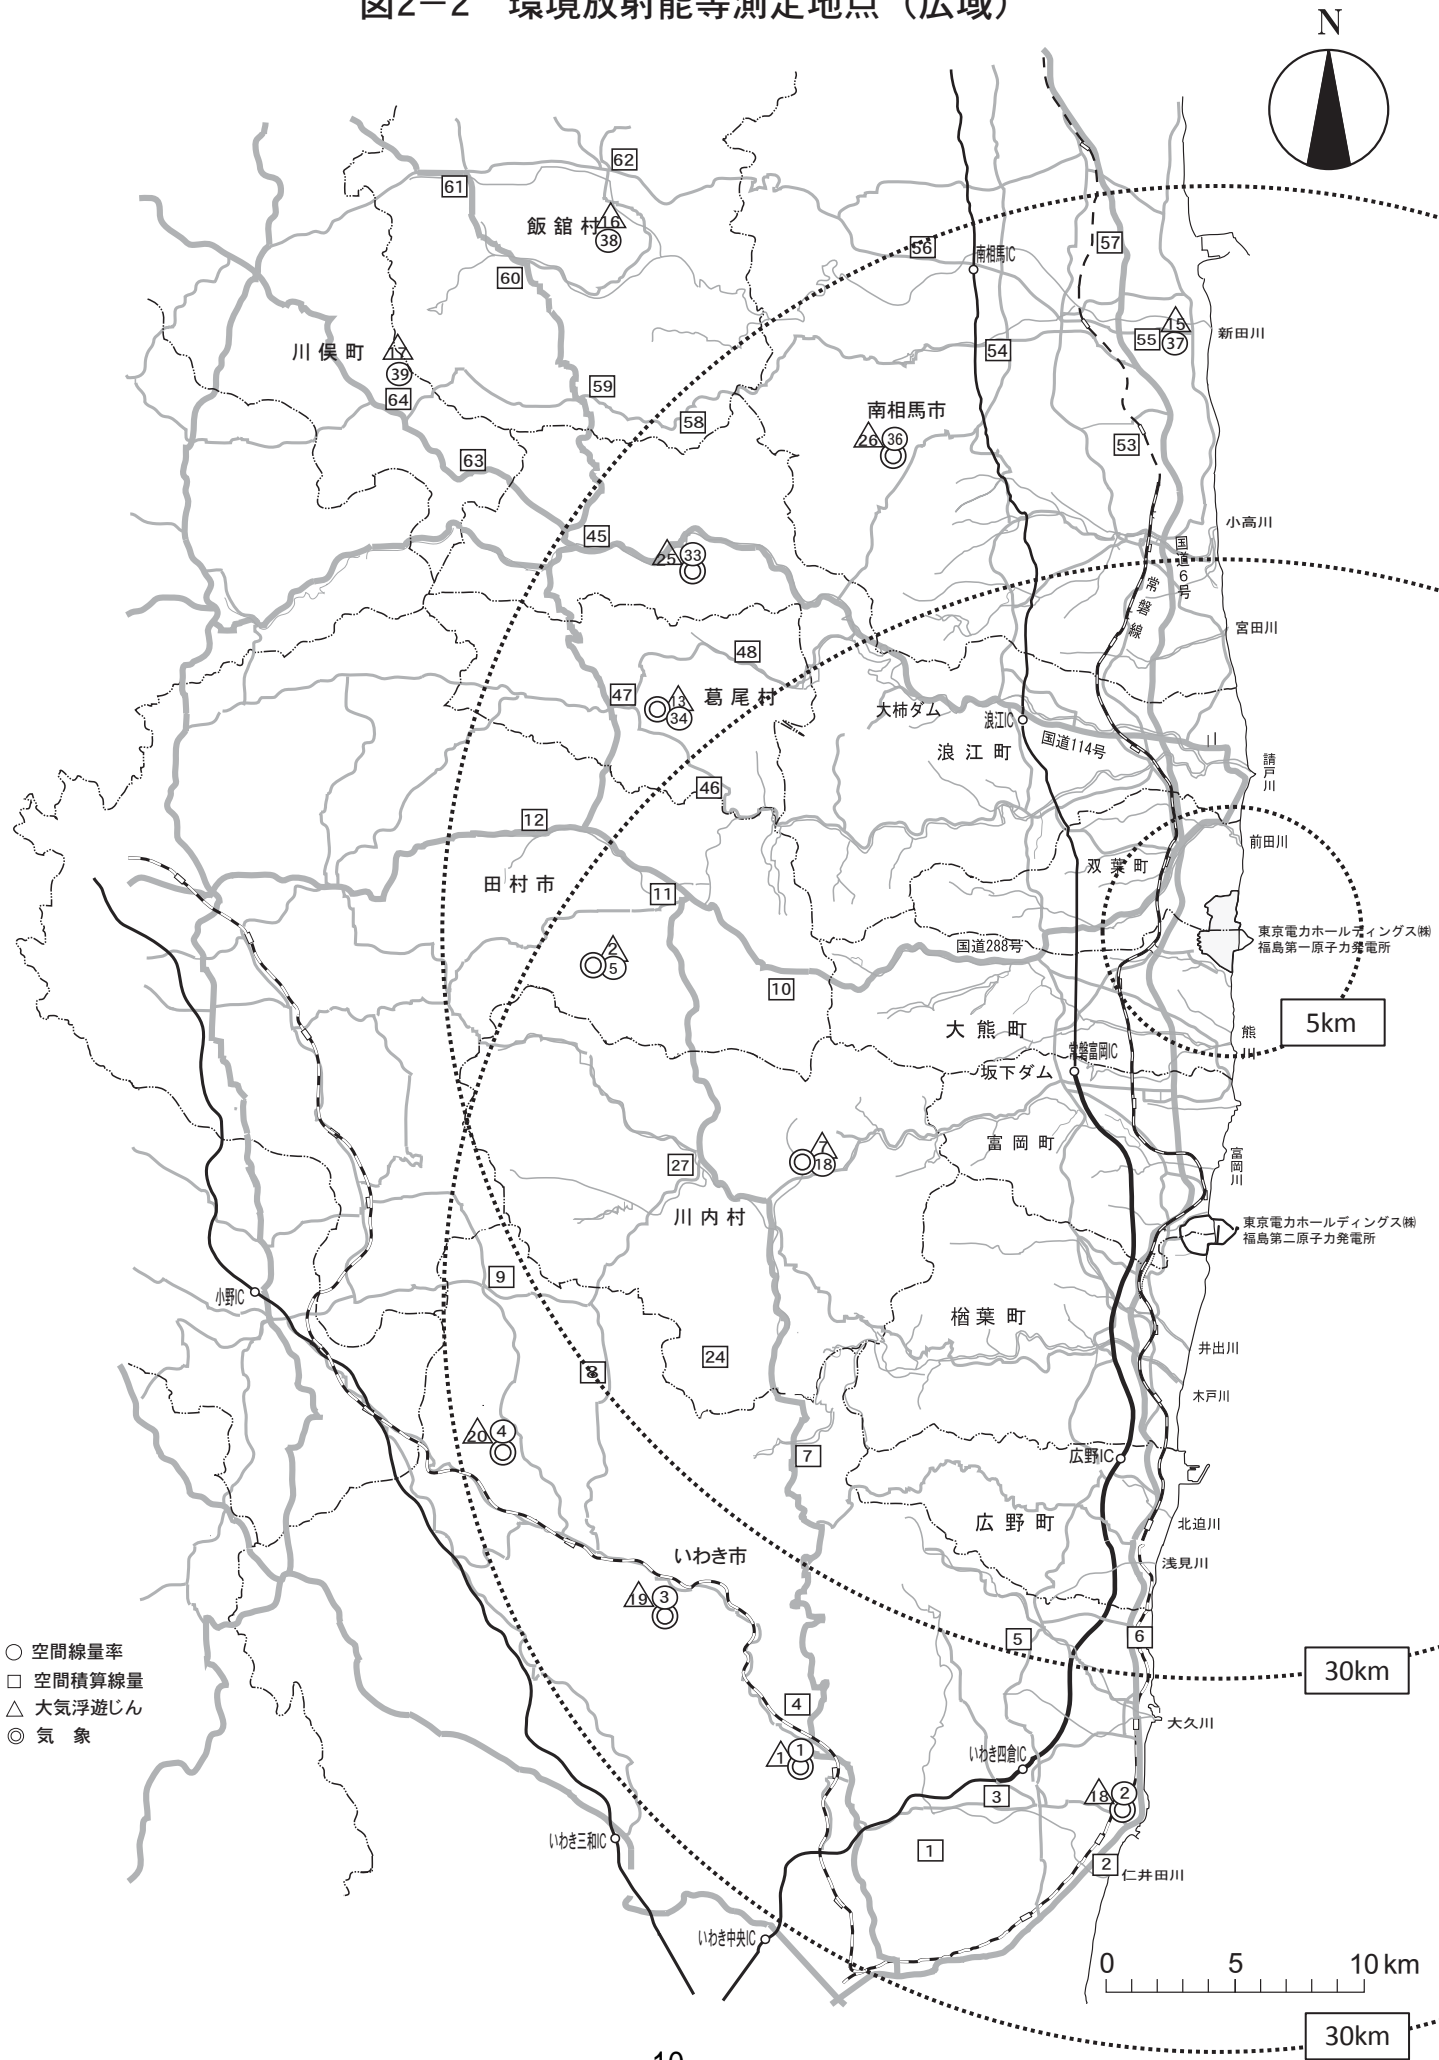 図2－2 環境放射能等測定地点（広域）
N
62
61
飯舘村
16
38
56
57
南相馬IC
60
15
55
37
新田川
川俣町
17
39
54
59
64
58
南相馬市
26
36
53
63
小高川
45
25
33
国道6号
常磐線
宮田川
48
47
13
34
葛尾村
大柿ダム
浪江IC
国道114号
浪江町
川
請戸川
46
12
前田川
双葉町
田村市
11
東京電力ホールディングス㈱
福島第一原子力発電所
国道288号
2
5
10
5km
大熊町
熊
川
常磐富岡IC
坂下ダム
富岡町
7
18
27
富岡川
川内村
東京電力ホールディングス㈱
福島第二原子力発電所
9
小野IC
楢葉町
井出川
24
8
木戸川
20
4
7
広野IC
広野町
北迫川
いわき市
浅見川
19
3
5
6
○ 空間線量率
□ 空間積算線量
△ 大気浮遊じん
◎ 気　象
30km
4
大久川
1
1
いわき四倉IC
3
18
2
いわき三和IC
1
2
仁井田川
いわき中央IC
0 5 10 km
30km
10